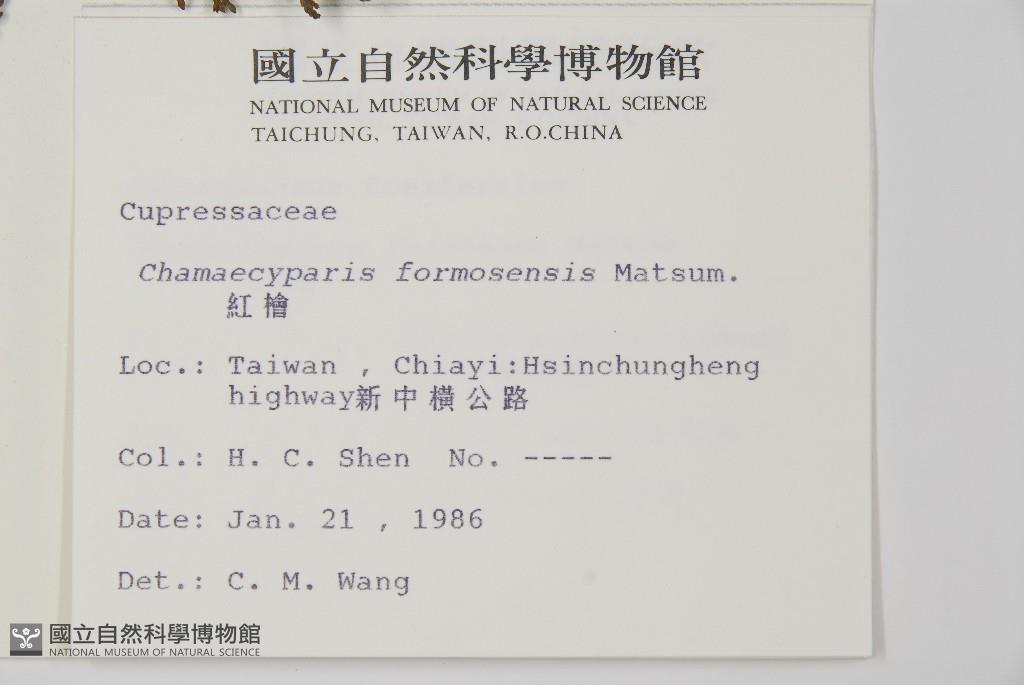 國立自然科學博物館
NATIONAL MUSEUM OF NATURAL SCIENCE
TAICHUNG, TAIWAN, R.O.CHINA
Cupressaceae
Chamaecyparis formosensis Matsum.
紅檜
Loc.: Taiwan , Chiayi:Hsinchungheng
highway新中橫公路
Col.: H. C. Shen No. -----
Date: Jan. 21 , 1986
Det.: C. M. Wang
國立自然科學博物館
NATIONAL MUSEUM OF NATURAL SCIENCE